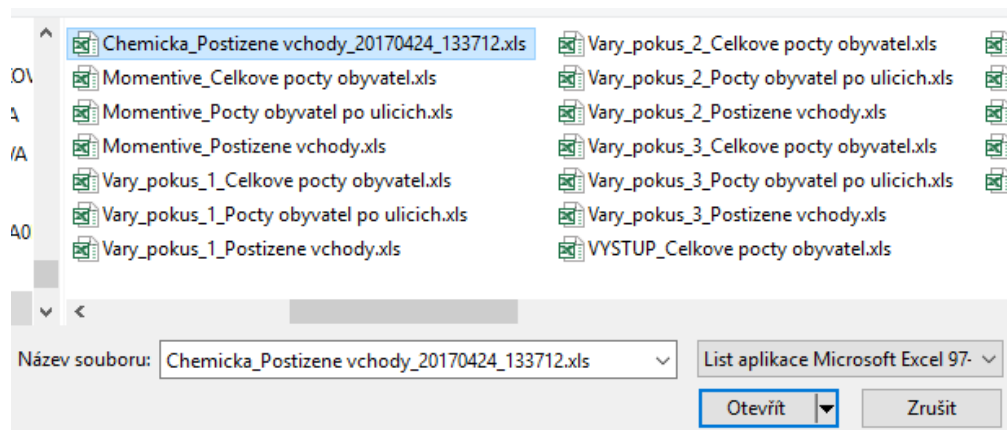 Chemicka_Postizene vchody_20170424_133712.xls
Momentive_Celkove pocty obyvatel.xls
Momentive_Pocty obyvatel po ulicich.xls
Momentive_Postizene vchody.xls
Vary_pokus_1_Celkove pocty obyvatel.xls
Vary_pokus_1_Pocty obyvatel po ulicich.xls
Vary_pokus_1_Postizene vchody.xls
Vary_pokus_2_Celkove pocty obyvatel.xls
Vary_pokus_2_Pocty obyvatel po ulicich.xls
Vary_pokus_2_Postizene vchody.xls
Vary_pokus_3_Celkove pocty obyvatel.xls
Vary_pokus_3_Pocty obyvatel po ulicich.xls
Vary_pokus_3_Postizene vchody.xls
VYSTUP_Celkove pocty obyvatel.xls
Název souboru: Chemicka_Postizene vchody_20170424_133712.xls
List aplikace Microsoft Excel 97-
Otevřít Zrušit